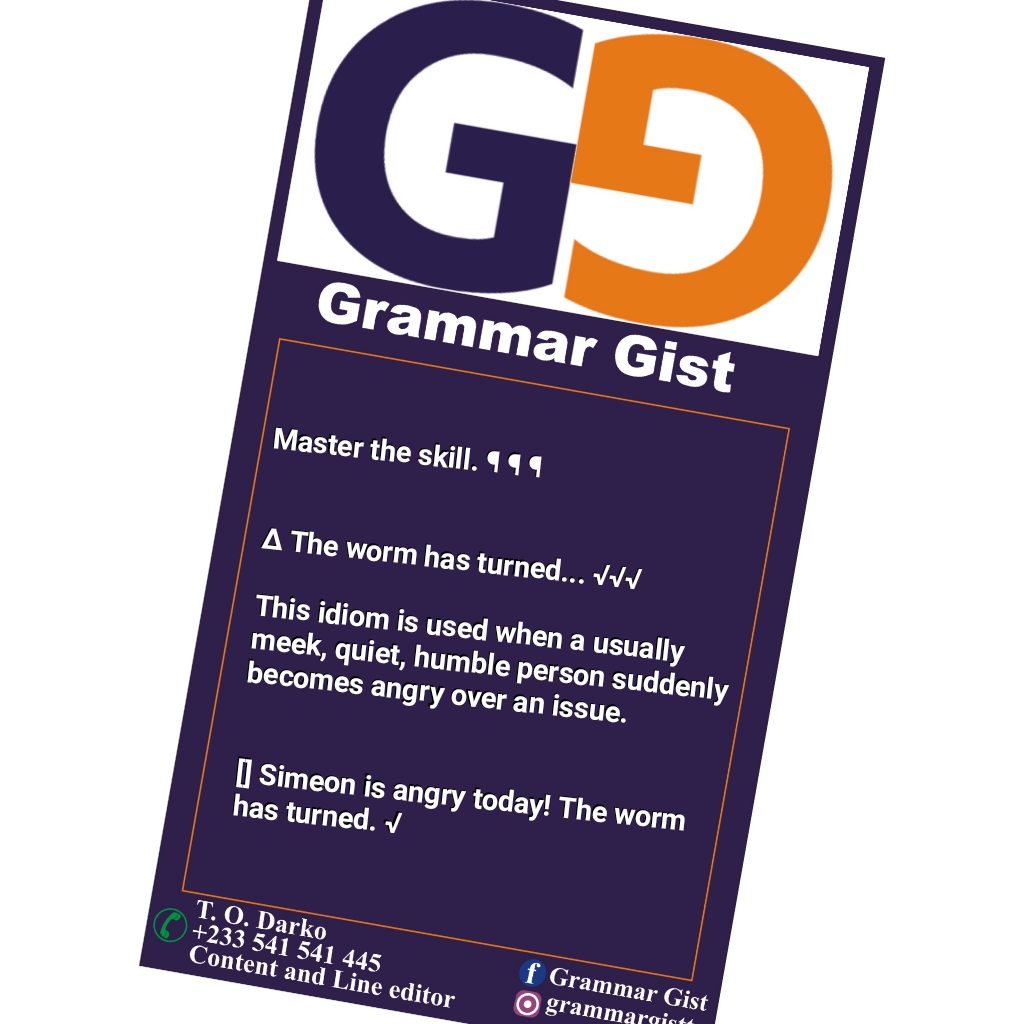 GG
Grammar Gist
Master the skill. ¶ ¶ ¶
Δ The worm has turned... √√√
This idiom is used when a usually
meek, quiet, humble person suddenly
becomes angry over an issue.
[] Simeon is angry today! The worm
has turned. √
T. O. Darko
+233 541 541 445
Content and Line editor
f Grammar Gist